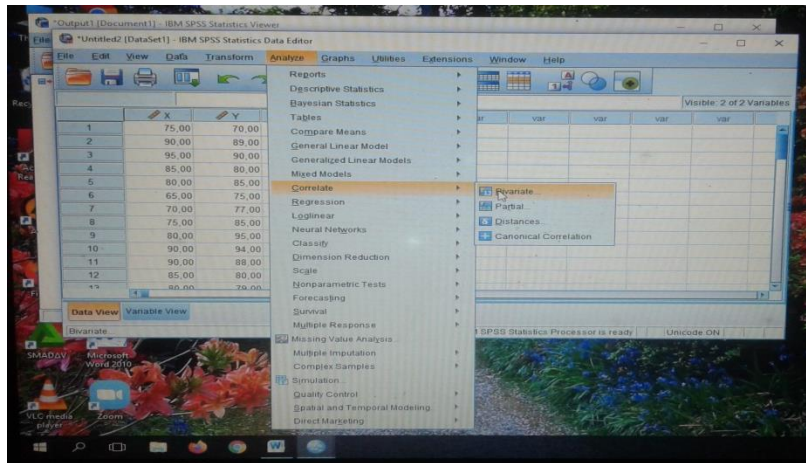 *Output1 [Document1] - IBM SPSS Statistics Viewer
*Untitled2 [DataSet1] - IBM SPSS Statistics Data Editor
File Edit View Data Transform Analyze Graphs Utilities Extensions Window Help
Visible: 2 of 2 Variables
X Y var var var var
1 75,00 70,00
2 90,00 89,00
3 95,00 90,00
4 85,00 80,00
5 80,00 85,00
6 65,00 75,00
7 70,00 77,00
8 75,00 85,00
9 80,00 95,00
10 90,00 94,00
11 90,00 88,00
12 85,00 80,00
13 80,00 79,00
Reports
Descriptive Statistics
Bayesian Statistics
Tables
Compare Means
General Linear Model
Generalized Linear Models
Mixed Models
Correlate
Regression
Loglinear
Neural Networks
Classify
Dimension Reduction
Scale
Nonparametric Tests
Forecasting
Survival
Multiple Response
Missing Value Analysis...
Multiple Imputation
Complex Samples
Simulation...
Quality Control
Spatial and Temporal Modeling
Direct Marketing
Bivariate...
Partial...
Distances...
Canonical Correlation
Data View Variable View
Bivariate...
SPSS Statistics Processor is ready Unicode:ON
SMADAV
Microsoft Word 2010
VLC media player
Zoom